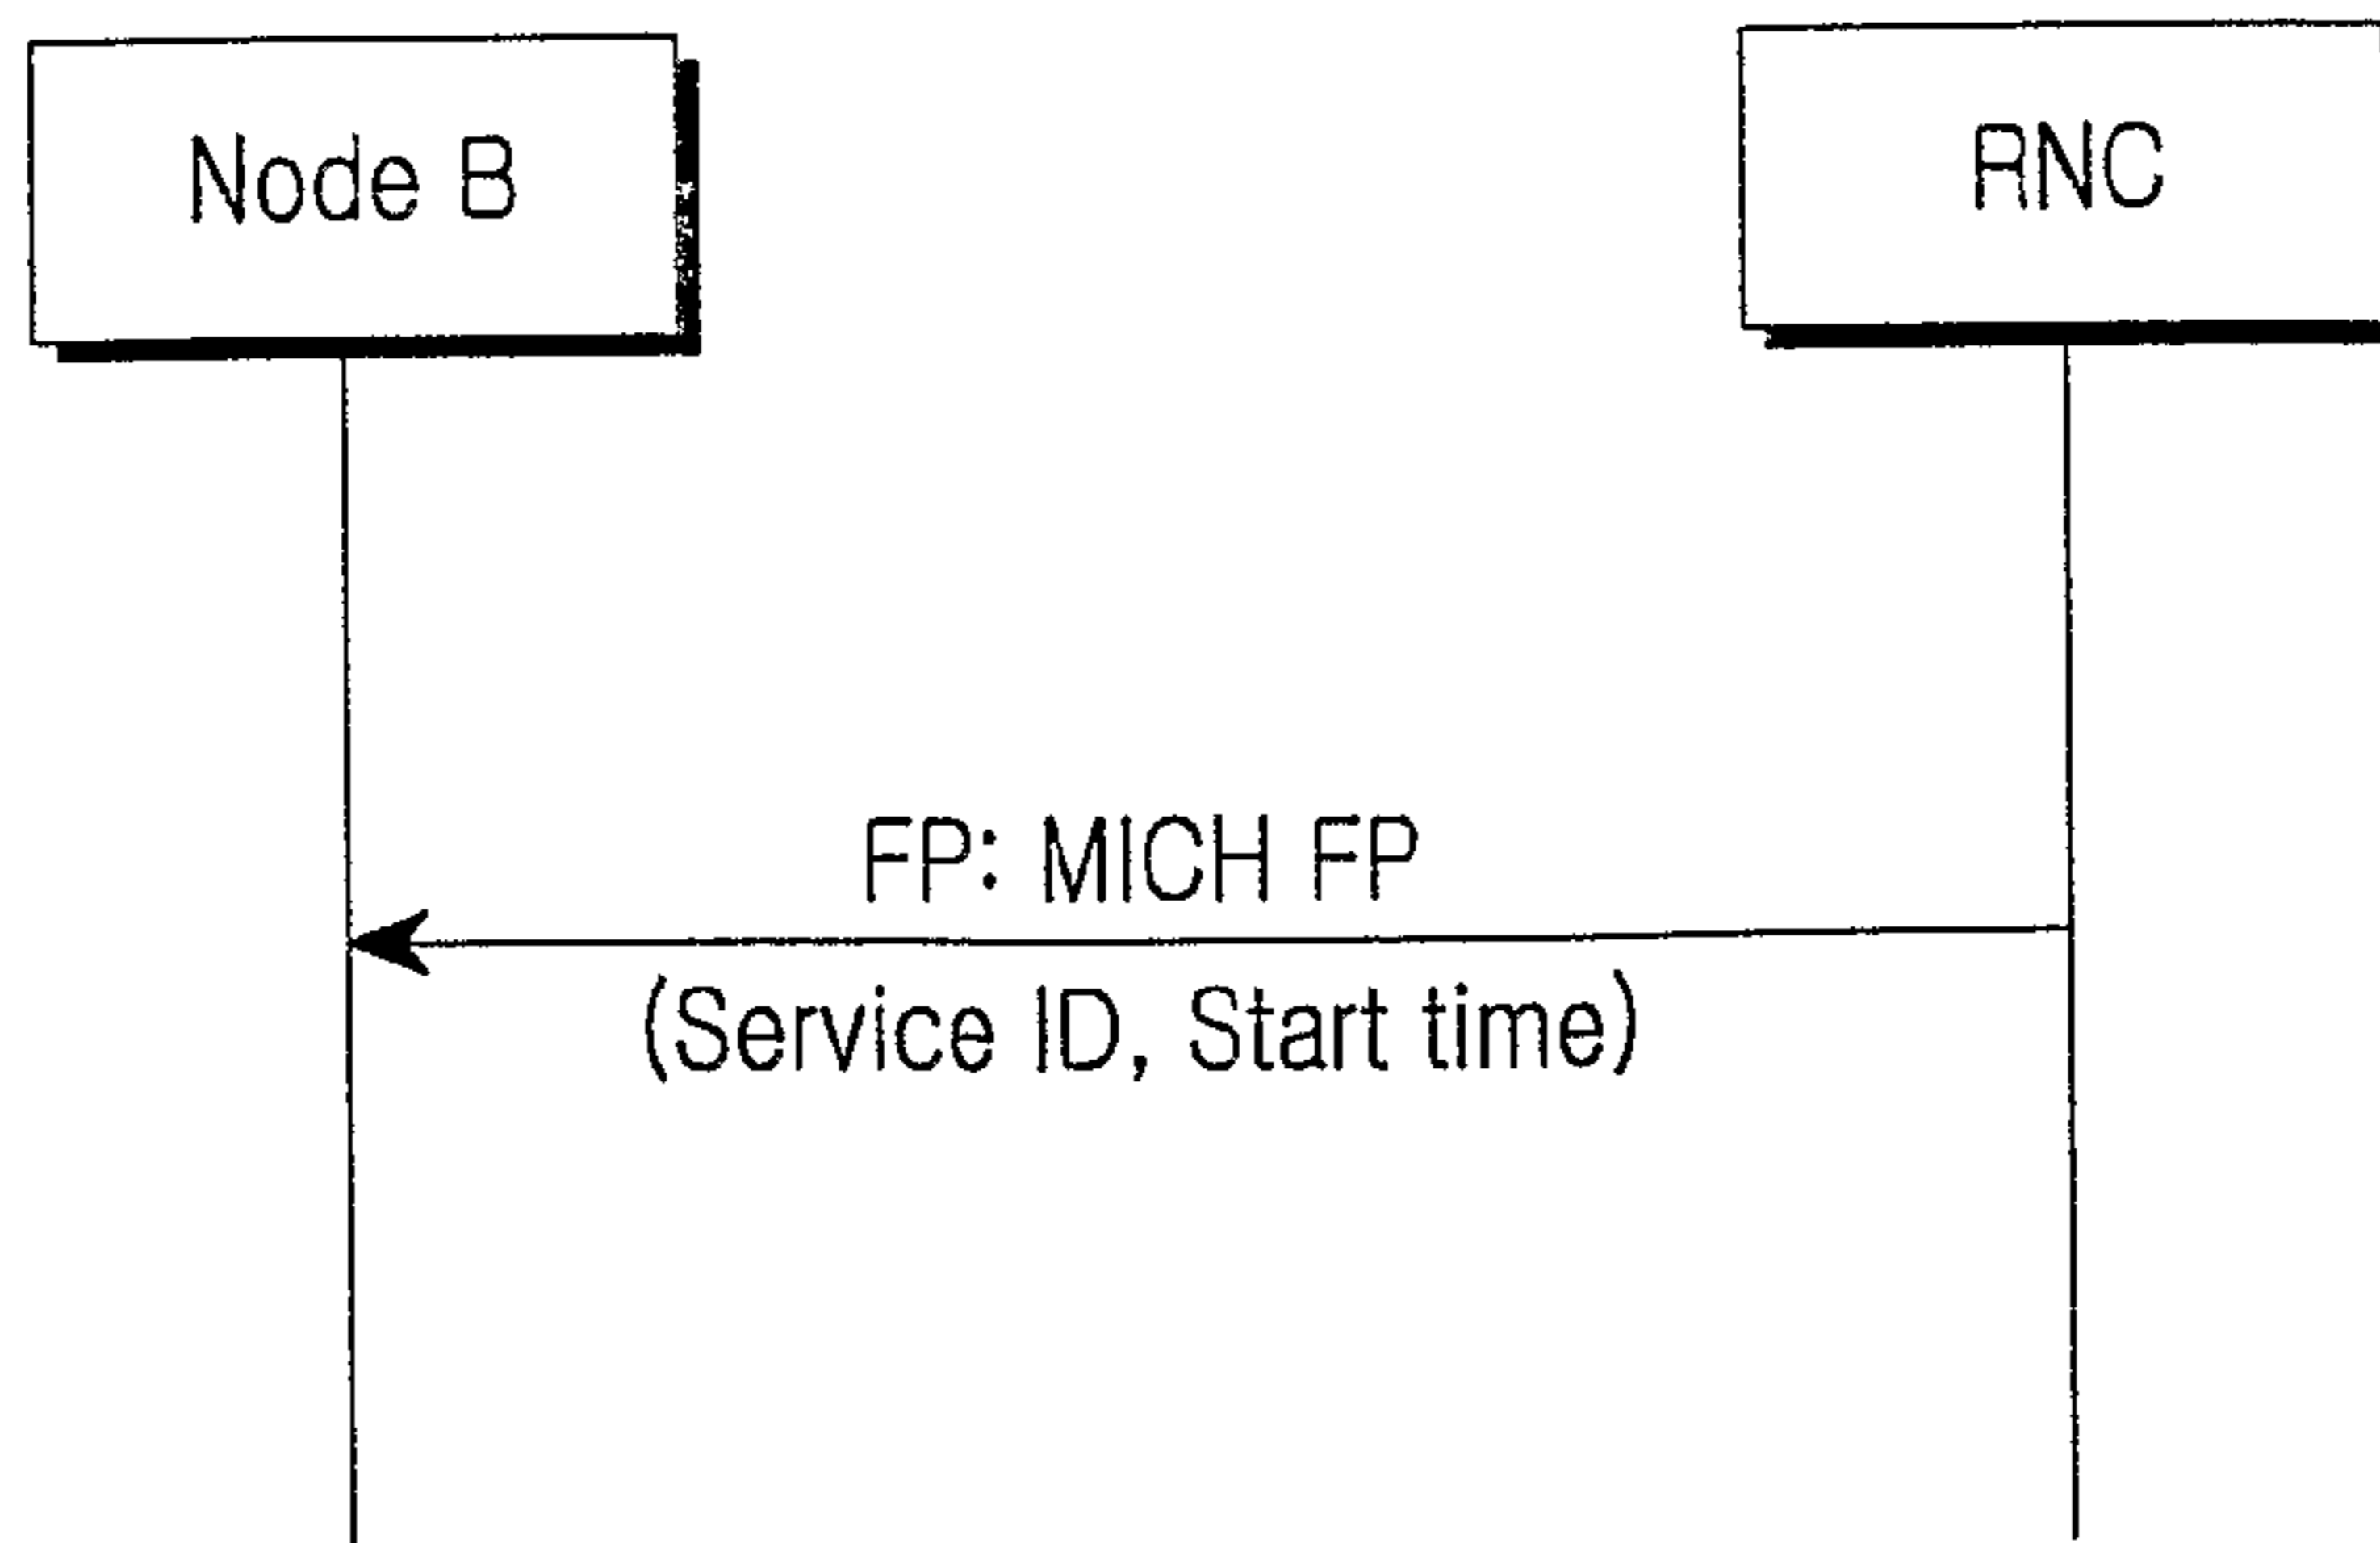 Node B
RNC
FP: MICH FP
(Service ID, Start time)